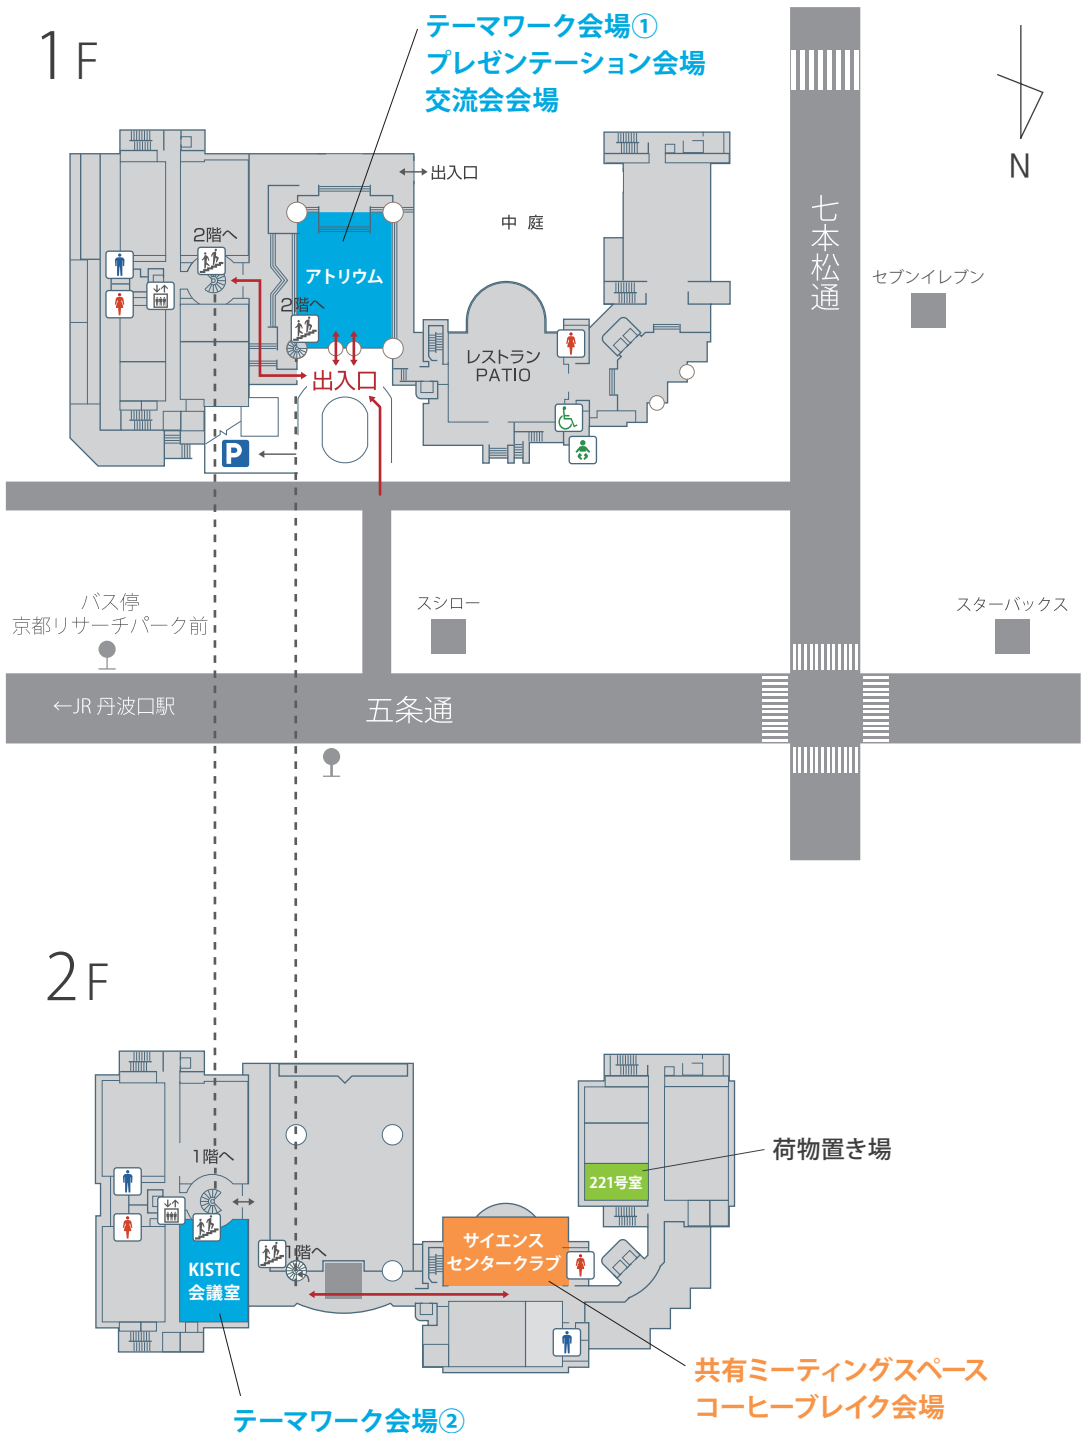 1F
テーマワーク会場①
プレゼンテーション会場
交流会会場
N
出入口
中 庭
2階へ
アトリウム
2階へ
七本松通
セブンイレブン
レストラン
PATIO
出入口
P
バス停
京都リサーチパーク前
スシロー
スターバックス
←JR 丹波口駅
五条通
2F
1階へ
荷物置き場
221号室
サイエンス
センタークラブ
1階へ
KISTIC
会議室
共有ミーティングスペース
コーヒーブレイク会場
テーマワーク会場②